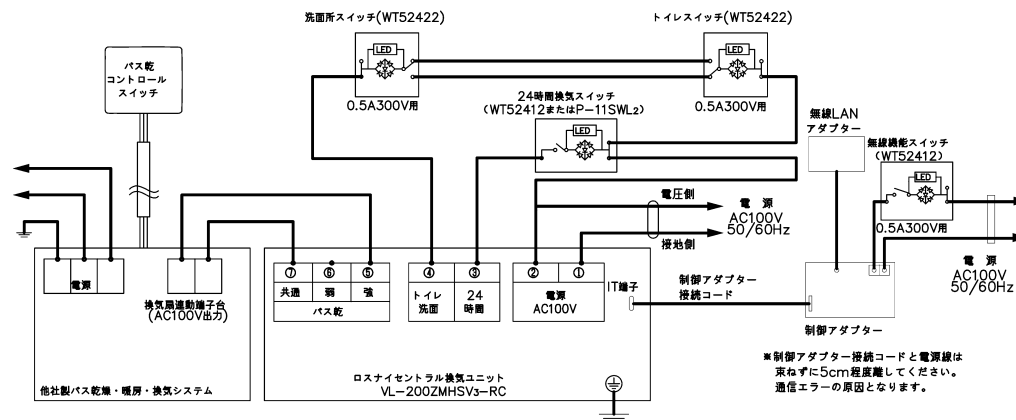 洗面所スイッチ(WT52422)
LED
0.5A300V用
トイレスイッチ(WT52422)
LED
0.5A300V用
バス乾
コントロール
スイッチ
24時間換気スイッチ
(WT52412またはP-11SWL2)
LED
無線LAN
アダプター
無線機能スイッチ
(WT52412)
LED
0.5A300V用
電圧側
接地側
電 源
AC100V
50/60Hz
電 源
AC100V
50/60Hz
電源
換気扇連動端子台
(AC100V出力)
他社製バス乾燥・暖房・換気システム
⑦ ⑥ ⑤ ④ ③ ② ①
共通 弱 強
バス乾
トイレ
洗面
24
時間
電源
AC100V
IT端子
制御アダプター
接続コード
制御アダプター
ロスナイセントラル換気ユニット
VL-200ZMHSV3-RC
※制御アダプター接続コードと電源線は
束ねずに5cm程度離してください。
通信エラーの原因となります。